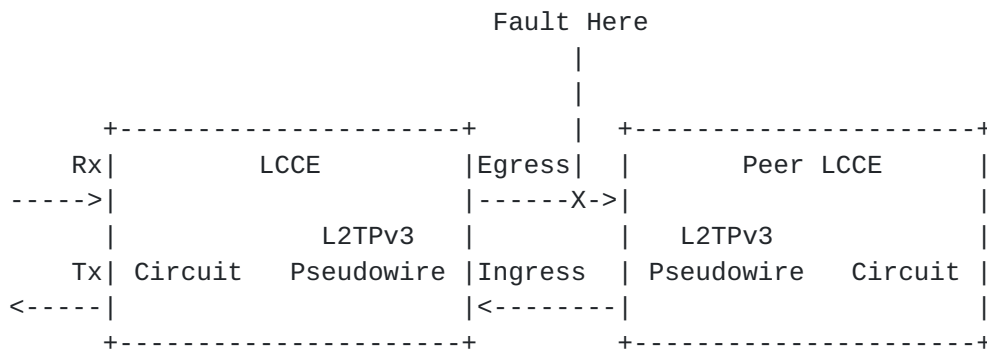 Fault Here
|
|
+----------------------+      |  +----------------------+
Rx|         LCCE         |Egress|  |       Peer LCCE      |
----->|                      |------X->|                      |
|             L2TPv3   |         |   L2TPv3             |
Tx| Circuit   Pseudowire |Ingress  | Pseudowire   Circuit |
<-----|                      |<--------|                      |
+----------------------+         +----------------------+